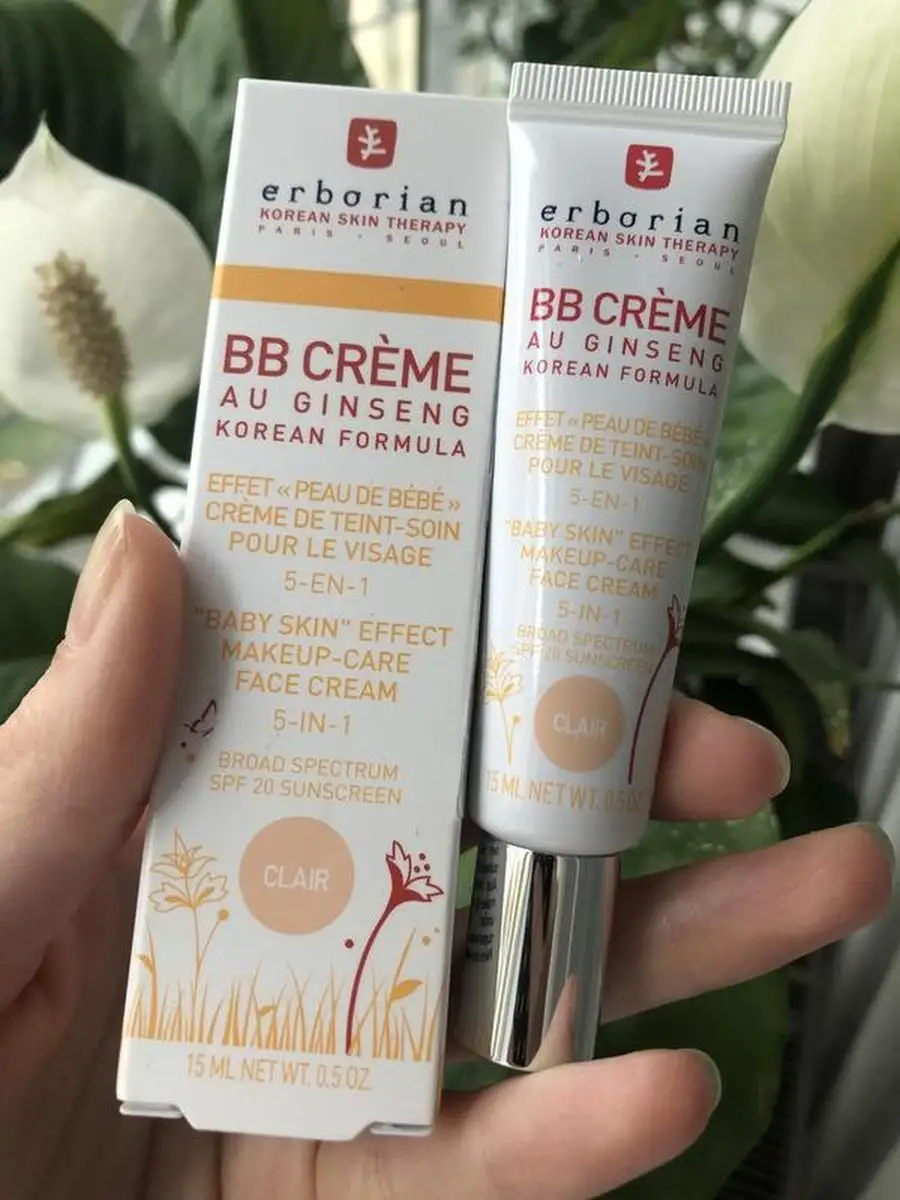 erborian
KOREAN SKIN THERAPY
PARIS - SEOUL
BB CRÈME
AU GINSENG
KOREAN FORMULA
EFFET « PEAU DE BÉBÉ »
CRÈME DE TEINT-SOIN
POUR LE VISAGE
5-EN-1
"BABY SKIN" EFFECT
MAKEUP-CARE
FACE CREAM
5-IN-1
BROAD SPECTRUM
SPF 20 SUNSCREEN
CLAIR
15 ML NET WT. 0.5 OZ.
erborian
KOREAN SKIN THERAPY
PARIS - SEOUL
BB CRÈME
AU GINSENG
KOREAN FORMULA
EFFET « PEAU DE BÉBÉ »
CRÈME DE TEINT-SOIN
POUR LE VISAGE
5-EN-1
"BABY SKIN" EFFECT
MAKEUP-CARE
FACE CREAM
5-IN-1
BROAD SPECTRUM
SPF 20 SUNSCREEN
CLAIR
15 ML NET WT. 0.5 OZ